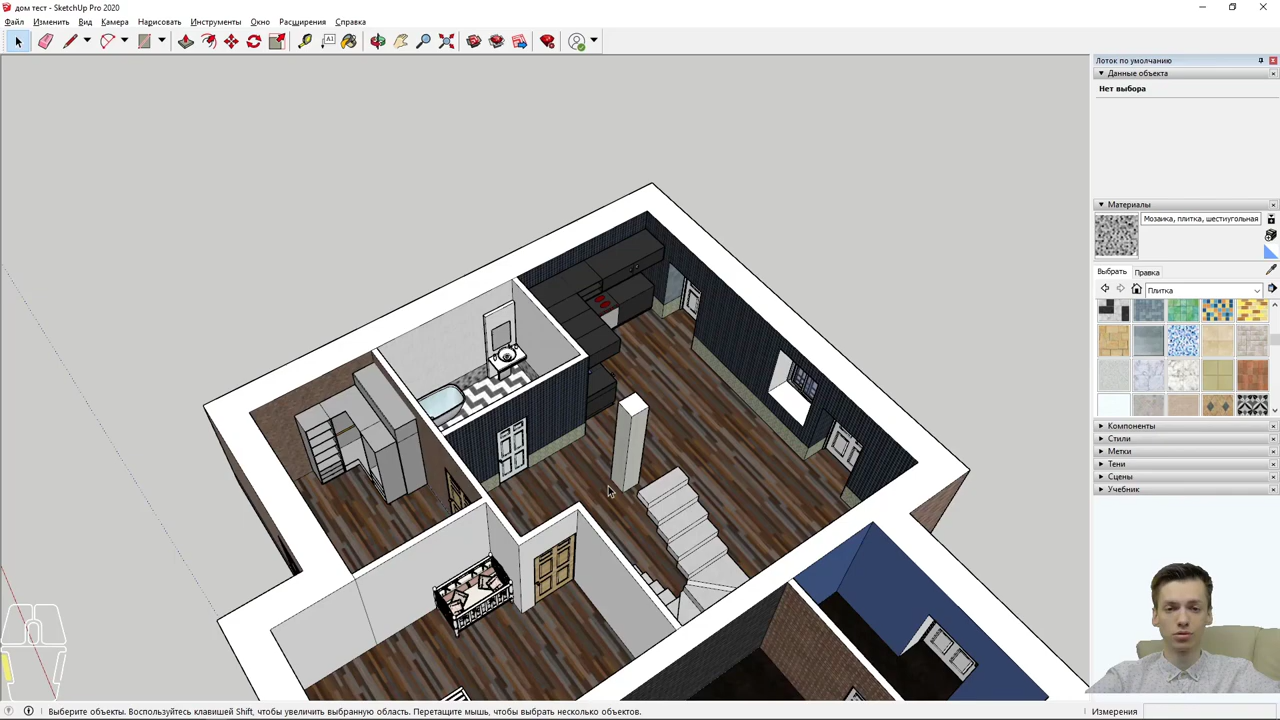 дом тест - SketchUp Pro 2020
Файл Изменить Вид Камера Нарисовать Инструменты Окно Расширения Справка
Лоток по умолчанию
Данные объекта
Нет выбора
Материалы
Мозаика, плитка, шестиугольная
Выбрать Правка
Плитка
Компоненты
Стили
Метки
Тени
Сцены
Учебник
Выберите объекты. Воспользуйтесь клавишей Shift, чтобы увеличить выбранную область. Перетащите мышь, чтобы выбрать несколько объектов.
Измерения